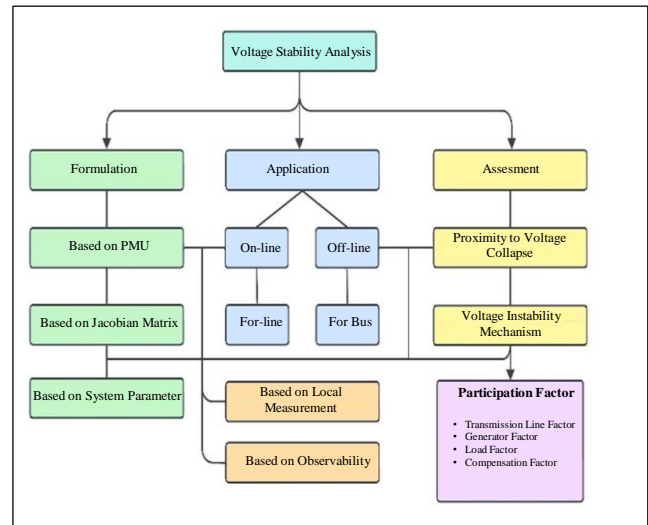 Voltage Stability Analysis
Formulation
Application
Assesment
Based on PMU
On-line
Off-line
Proximity to Voltage
Collapse
Based on Jacobian Matrix
For-line
For Bus
Voltage Instability
Mechanism
Based on System Parameter
Based on Local
Measurement
Based on Observability
Participation Factor
• Transmission Line Factor
• Generator Factor
• Load Factor
• Compensation Factor